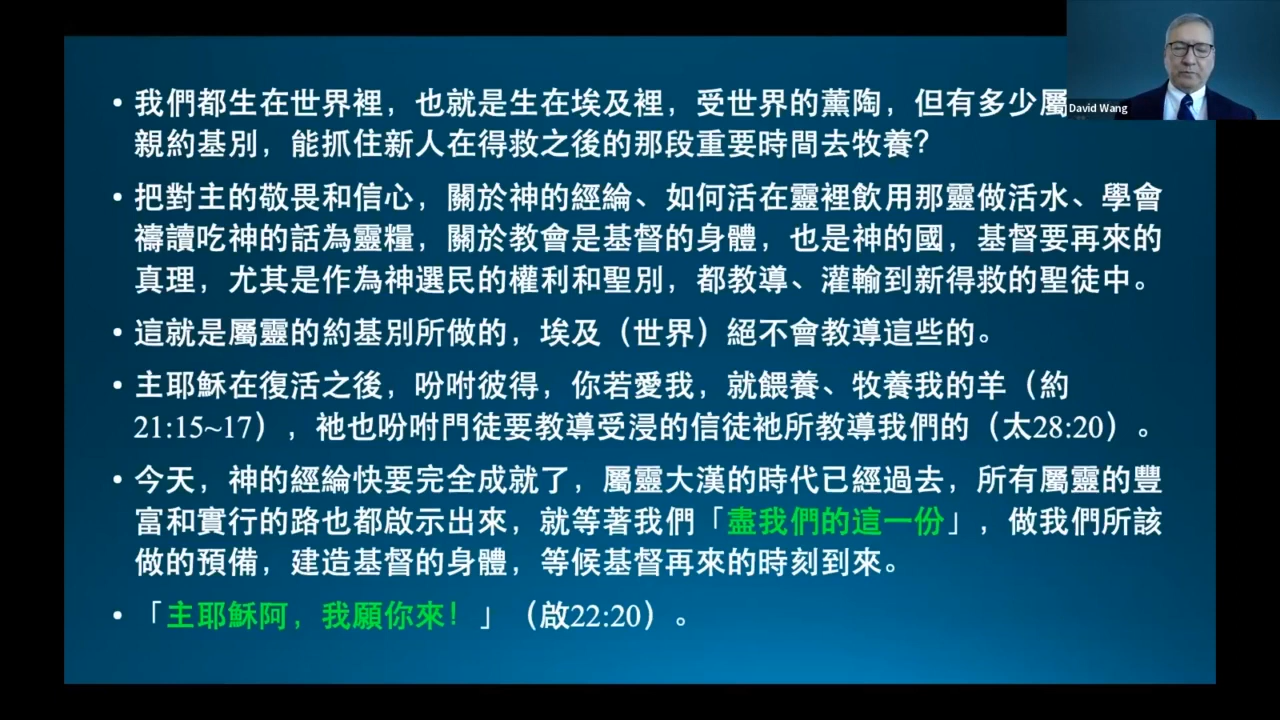 • 我們都生在世界裡，也就是生在埃及裡，受世界的薰陶，但有多少屬
親約基別，能抓住新人在得救之後的那段重要時間去牧養？
• 把對主的敬畏和信心，關於神的經綸、如何活在靈裡飲用那靈做活水、學會
禱讀吃神的話為靈糧，關於教會是基督的身體，也是神的國，基督要再來的
真理，尤其是作為神選民的權利和聖別，都教導、灌輸到新得救的聖徒中。
• 這就是屬靈的約基別所做的，埃及（世界）絕不會教導這些的。
• 主耶穌在復活之後，吩咐彼得，你若愛我，就餵養、牧養我的羊（約
21:15~17），祂也吩咐門徒要教導受浸的信徒祂所教導我們的（太28:20）。
• 今天，神的經綸快要完全成就了，屬靈大漢的時代已經過去，所有屬靈的豐
富和實行的路也都啟示出來，就等著我們「盡我們的這一份」，做我們所該
做的預備，建造基督的身體，等候基督再來的時刻到來。
• 「主耶穌阿，我願你來！」（啟22:20）。
David Wang